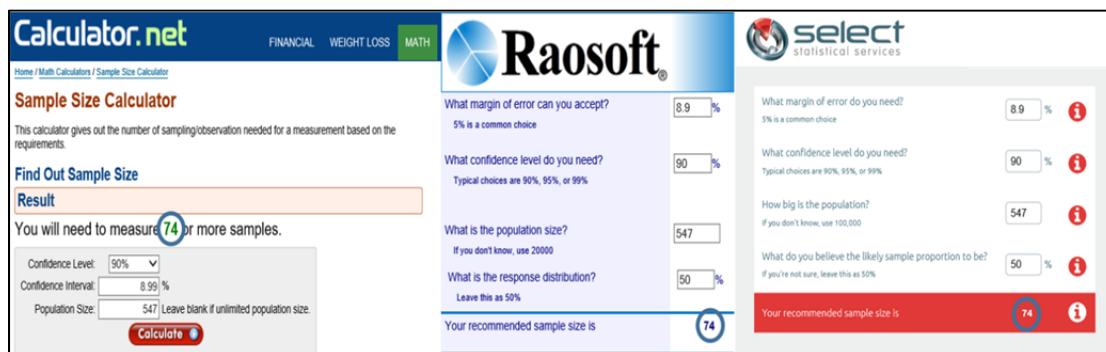 Calculator.net
FINANCIAL WEIGHT LOSS MATH
Home / Math Calculators / Sample Size Calculator
Sample Size Calculator
This calculator gives out the number of sampling/observation needed for a measurement based on the
requirements.
Find Out Sample Size
Result
You will need to measure 74 or more samples.
Confidence Level: 90%
Confidence Interval: 8.99 %
Population Size: 547 Leave blank if unlimited population size.
Calculate
Raosoft®
What margin of error can you accept? 8.9 %
5% is a common choice
What confidence level do you need? 90 %
Typical choices are 90%, 95%, or 99%
What is the population size? 547
If you don't know, use 20000
What is the response distribution? 50 %
Leave this as 50%
Your recommended sample size is 74
select
statistical services
What margin of error do you need? 8.9 %
5% is a common choice
What confidence level do you need? 90 %
Typical choices are 90%, 95%, or 99%
How big is the population? 547
If you don't know, use 100,000
What do you believe the likely sample proportion to be? 50 %
If you're not sure, leave this as 50%
Your recommended sample size is 74